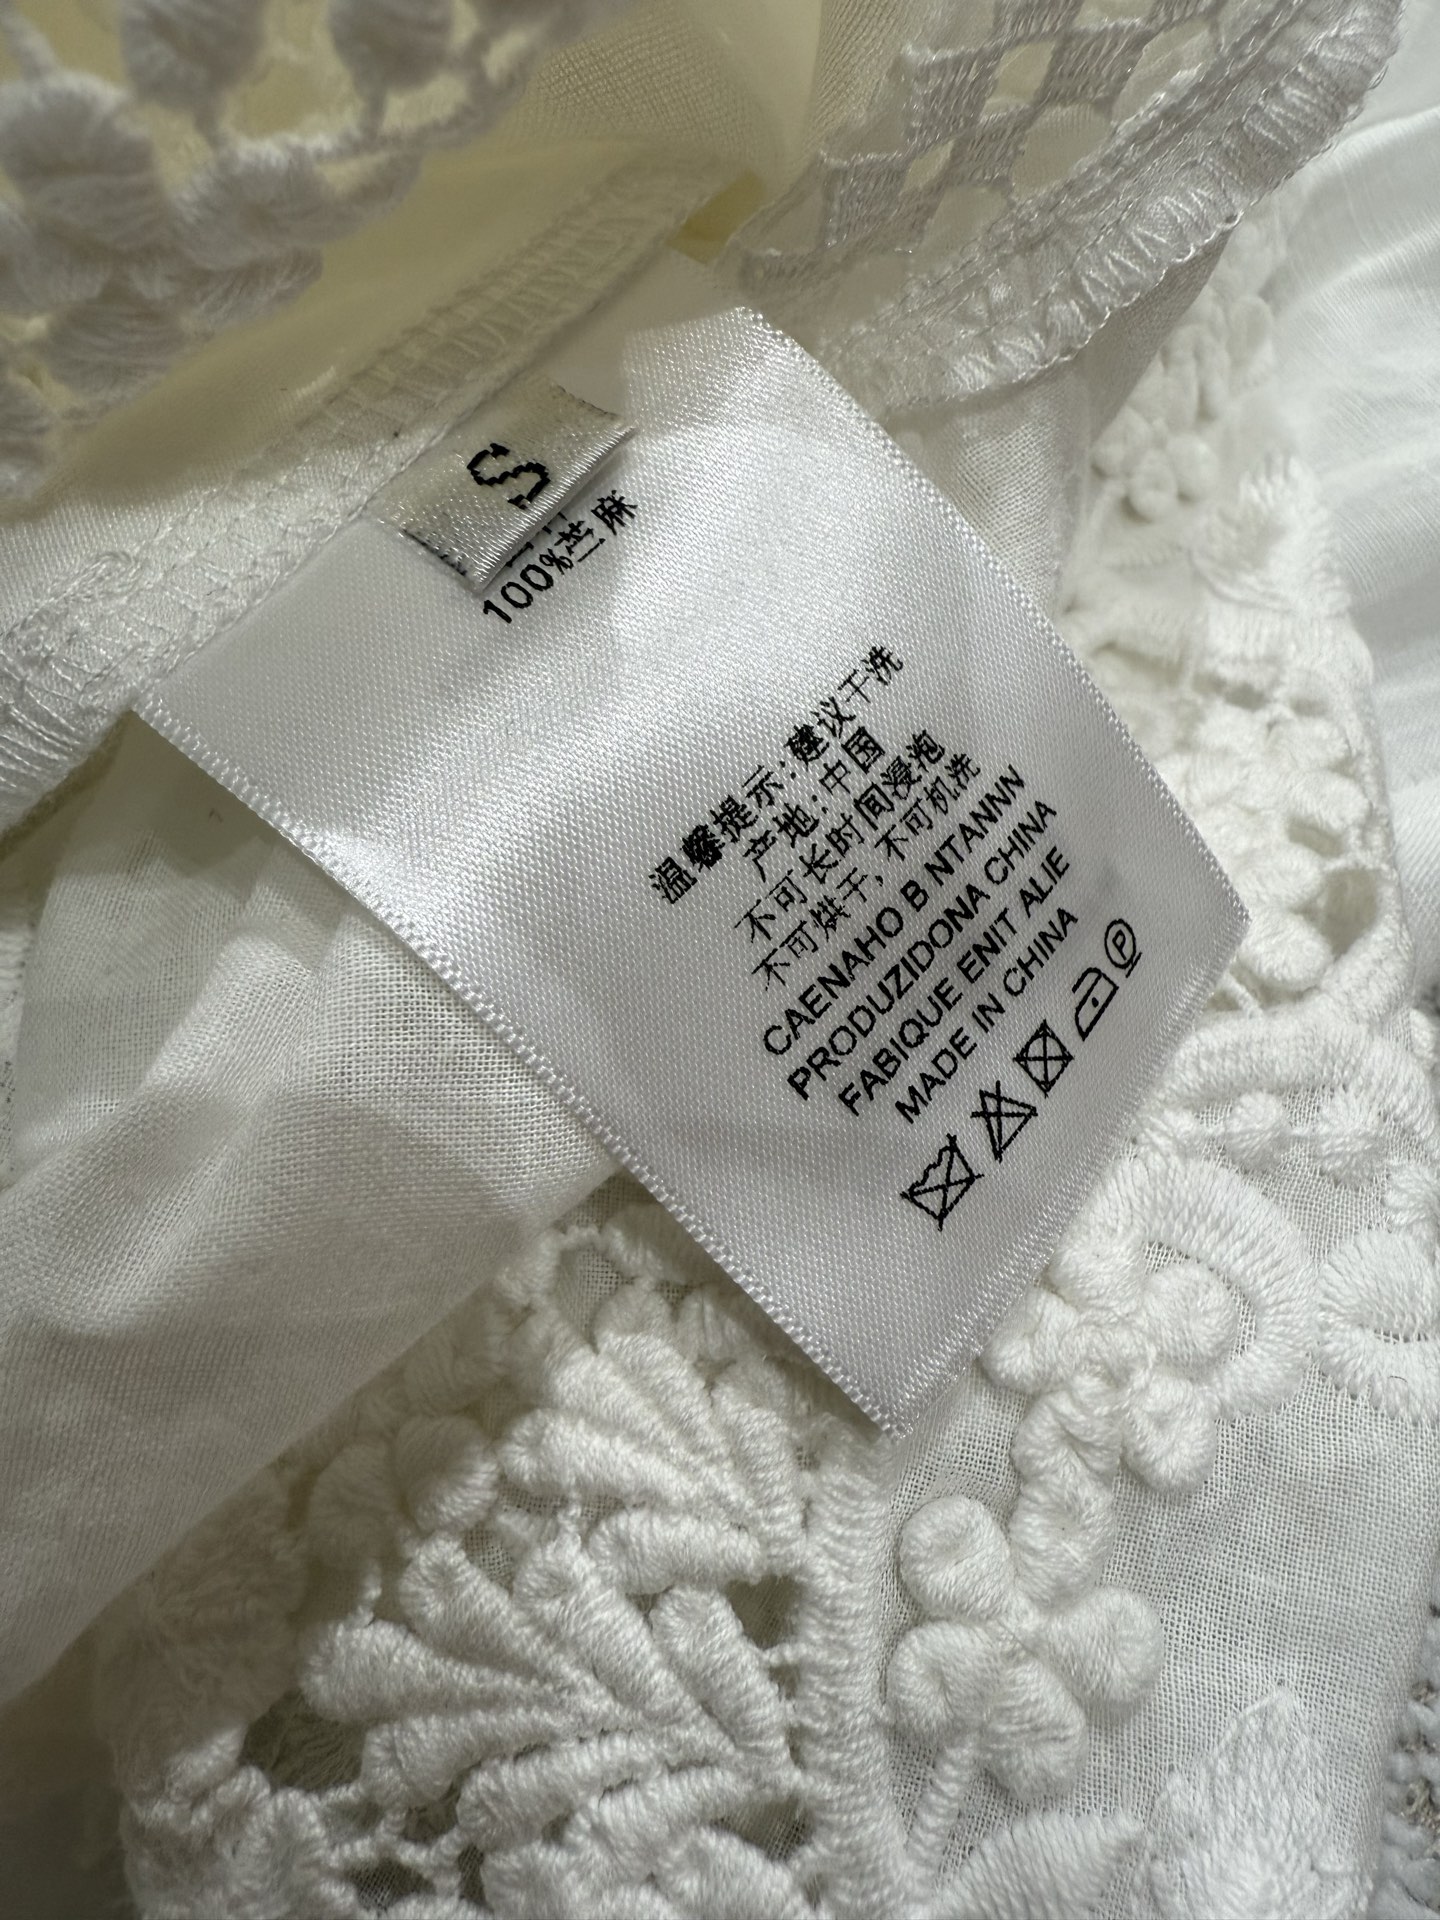 S
100%苎麻
温馨提示：建议干洗
产地：中国
不可长时间浸泡
不可烘干，不可机洗
CAENAHO B NTANNN
PRODUZIDONA CHINA
FABIQUE ENIT ALIE
MADE IN CHINA
P